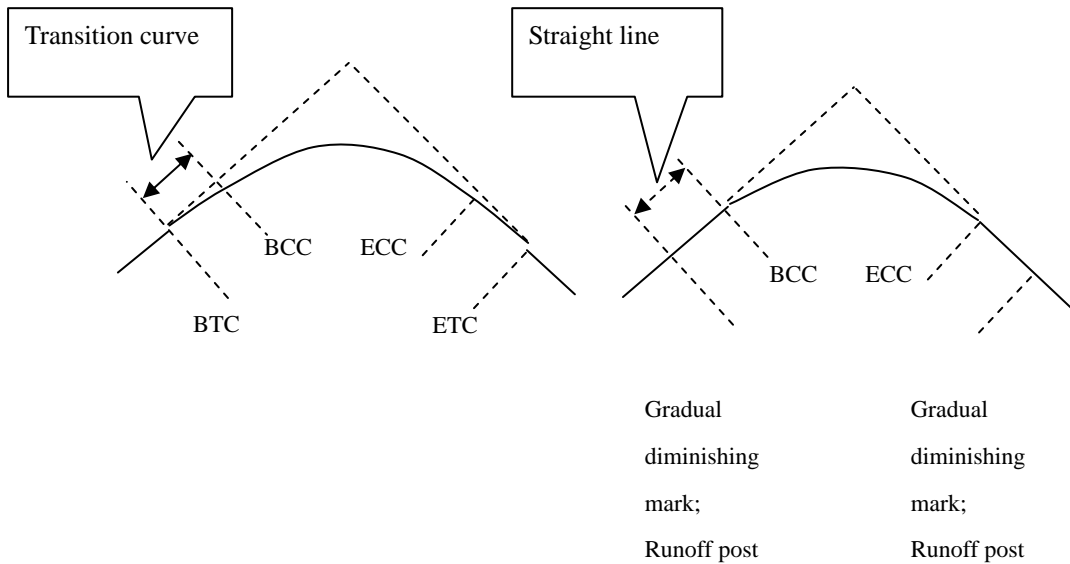 Transition curve
Straight line
BCC
ECC
BTC
ETC
BCC
ECC
Gradual
diminishing
mark;
Runoff post
Gradual
diminishing
mark;
Runoff post